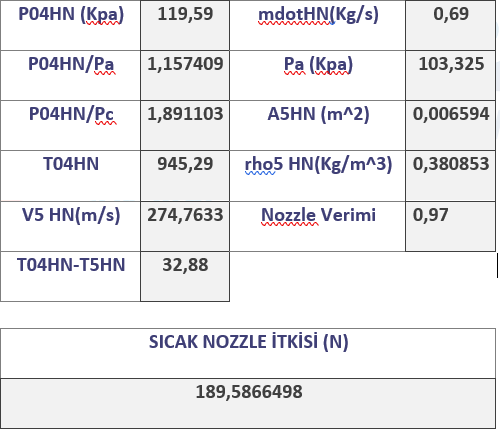 P04HN (Kpa) 119,59 mdotHN(Kg/s) 0,69
P04HN/Pa 1,157409 Pa (Kpa) 103,325
P04HN/Pc 1,891103 A5HN (m^2) 0,006594
T04HN 945,29 rho5 HN(Kg/m^3) 0,380853
V5 HN(m/s) 274,7633 Nozzle Verimi 0,97
T04HN-T5HN 32,88
SICAK NOZZLE İTKİSİ (N)
189,5866498